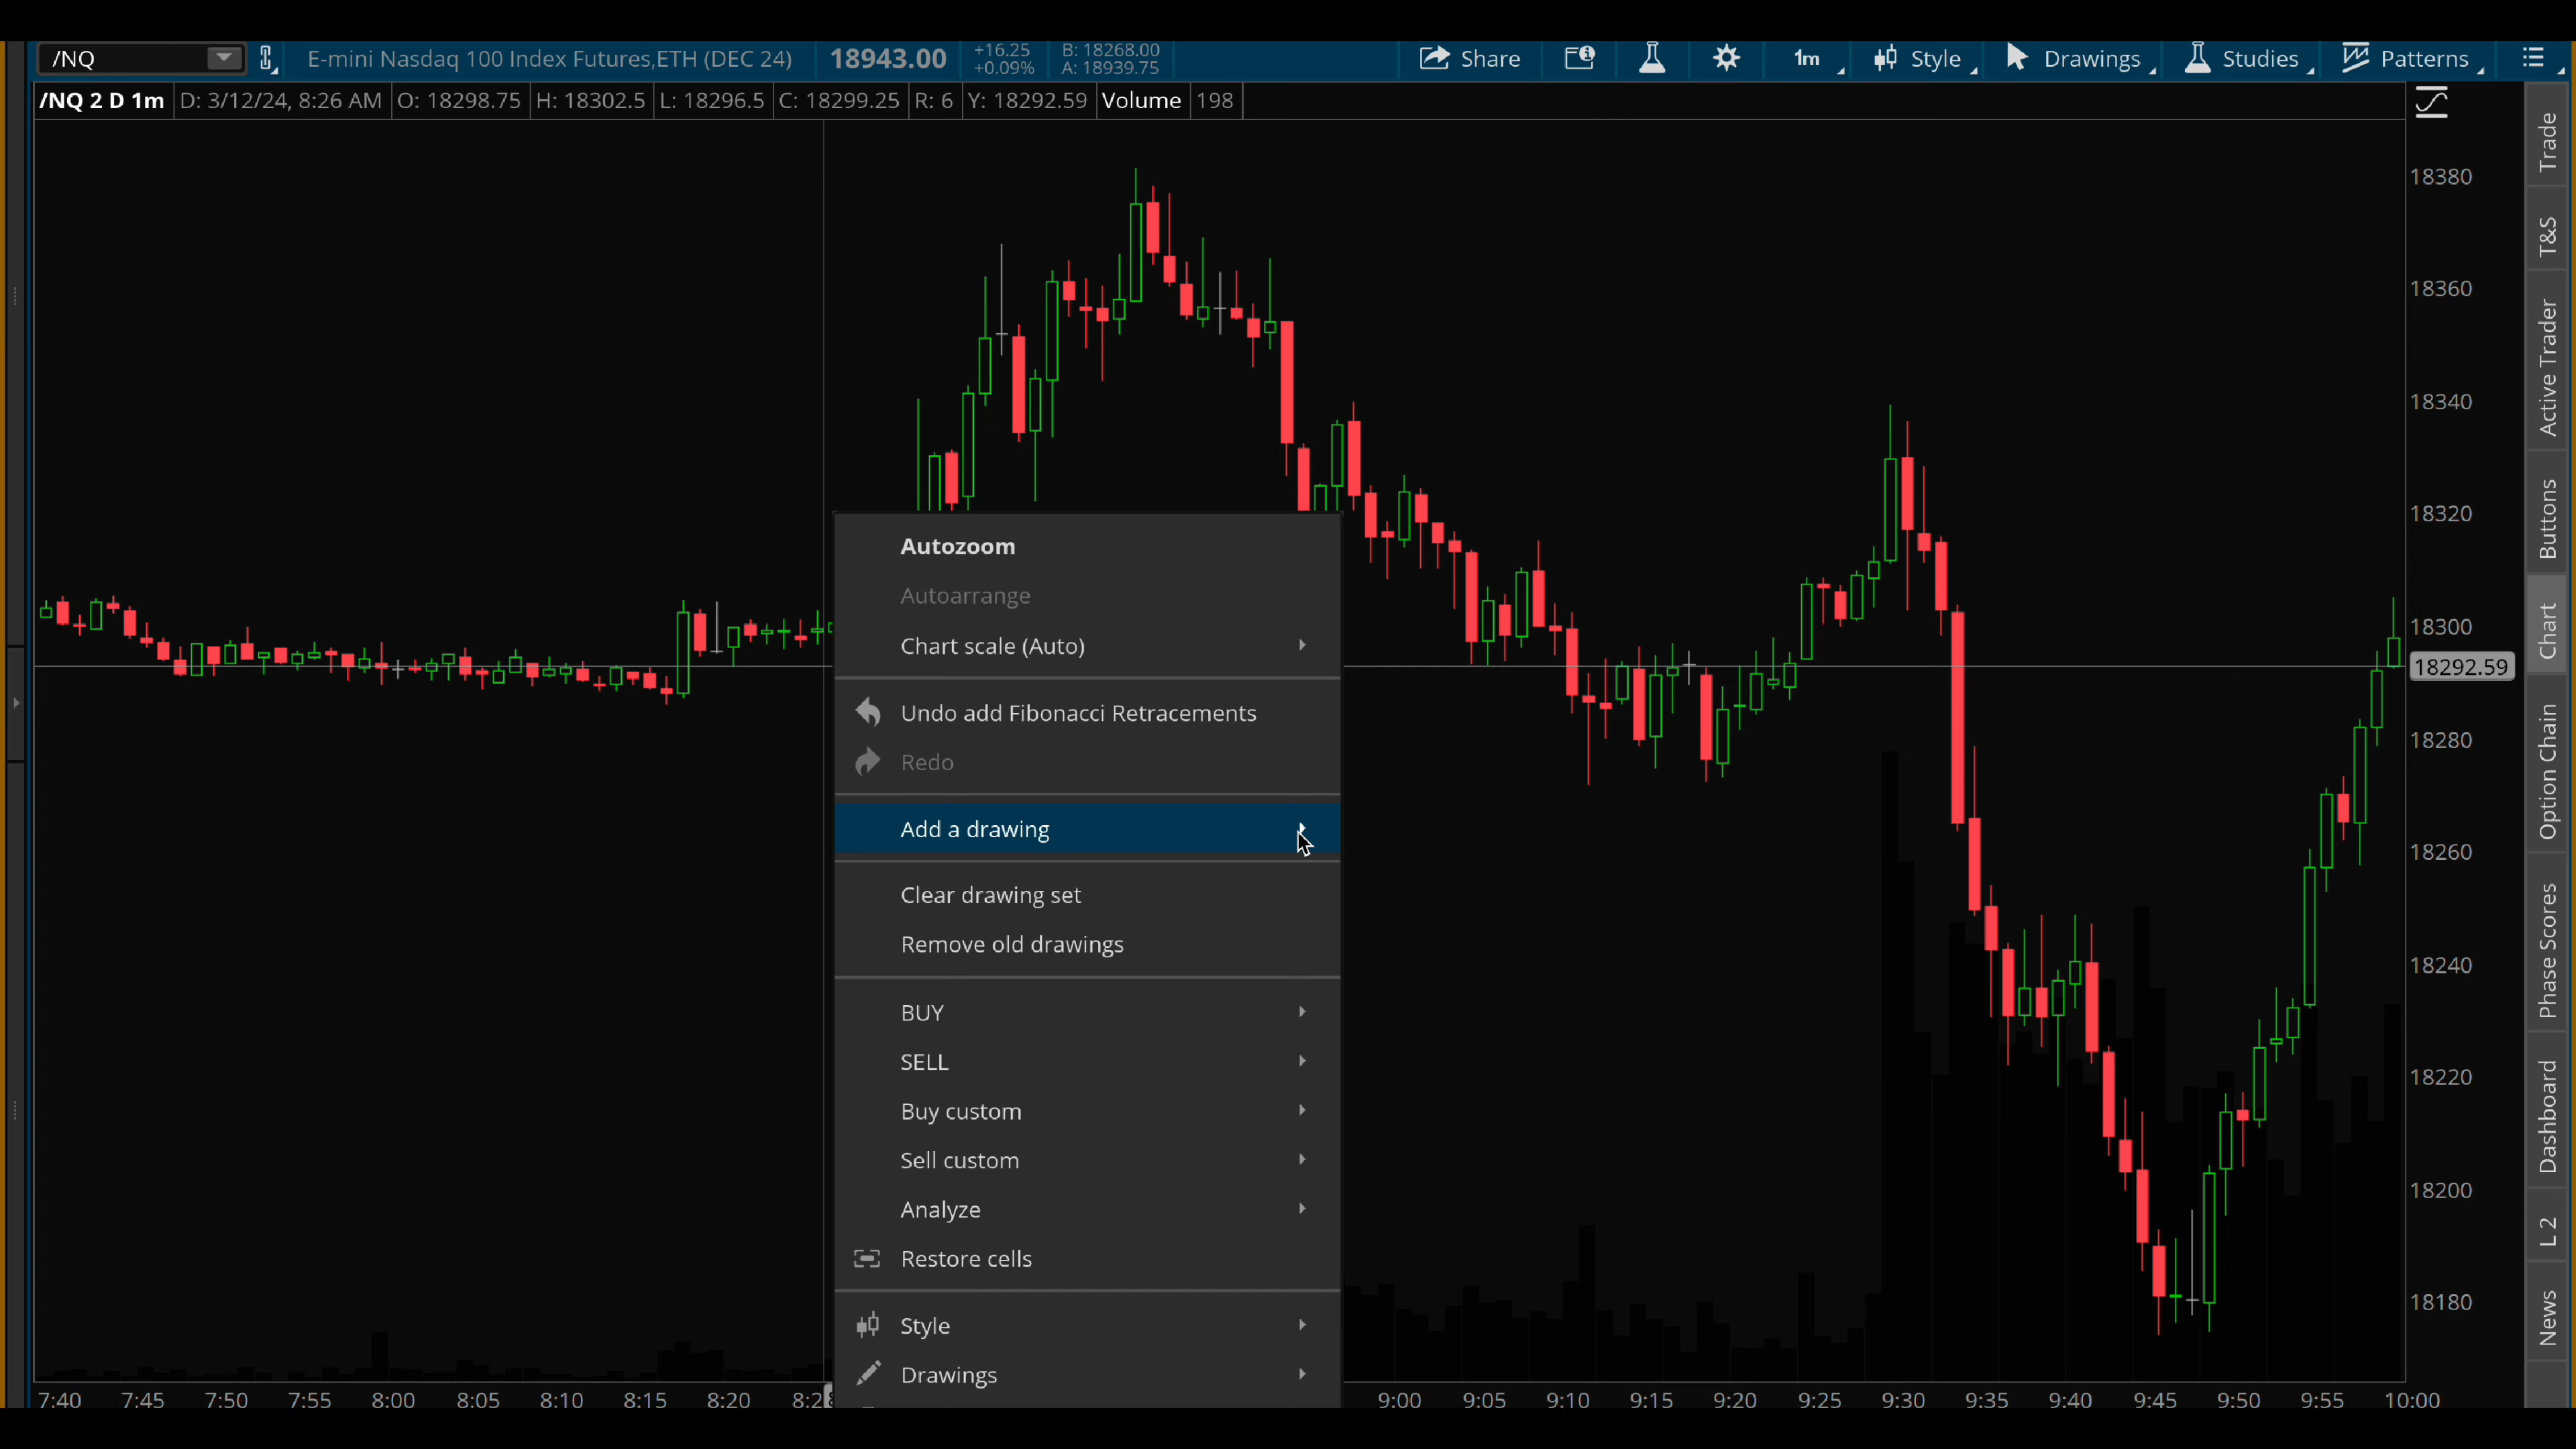 /NQ E-mini Nasdaq 100 Index Futures,ETH (DEC 24) 18943.00 +16.25 +0.09% B: 18268.00 A: 18939.75 Share 1m Style Drawings Studies Patterns
/NQ 2 D 1m D: 3/12/24, 8:26 AM O: 18298.75 H: 18302.5 L: 18296.5 C: 18299.25 R: 6 Y: 18292.59 Volume 198
18380
18360
18340
18320
18300
18292.59
18280
18260
18240
18220
18200
18180
Autozoom
Autoarrange
Chart scale (Auto)
Undo add Fibonacci Retracements
Redo
Add a drawing
Clear drawing set
Remove old drawings
BUY
SELL
Buy custom
Sell custom
Analyze
Restore cells
Style
Drawings
7:40 7:45 7:50 7:55 8:00 8:05 8:10 8:15 8:20 9:00 9:05 9:10 9:15 9:20 9:25 9:30 9:35 9:40 9:45 9:50 9:55 10:00
Trade
T&S
Active Trader
Buttons
Chart
Option Chain
Phase Scores
Dashboard
L 2
News